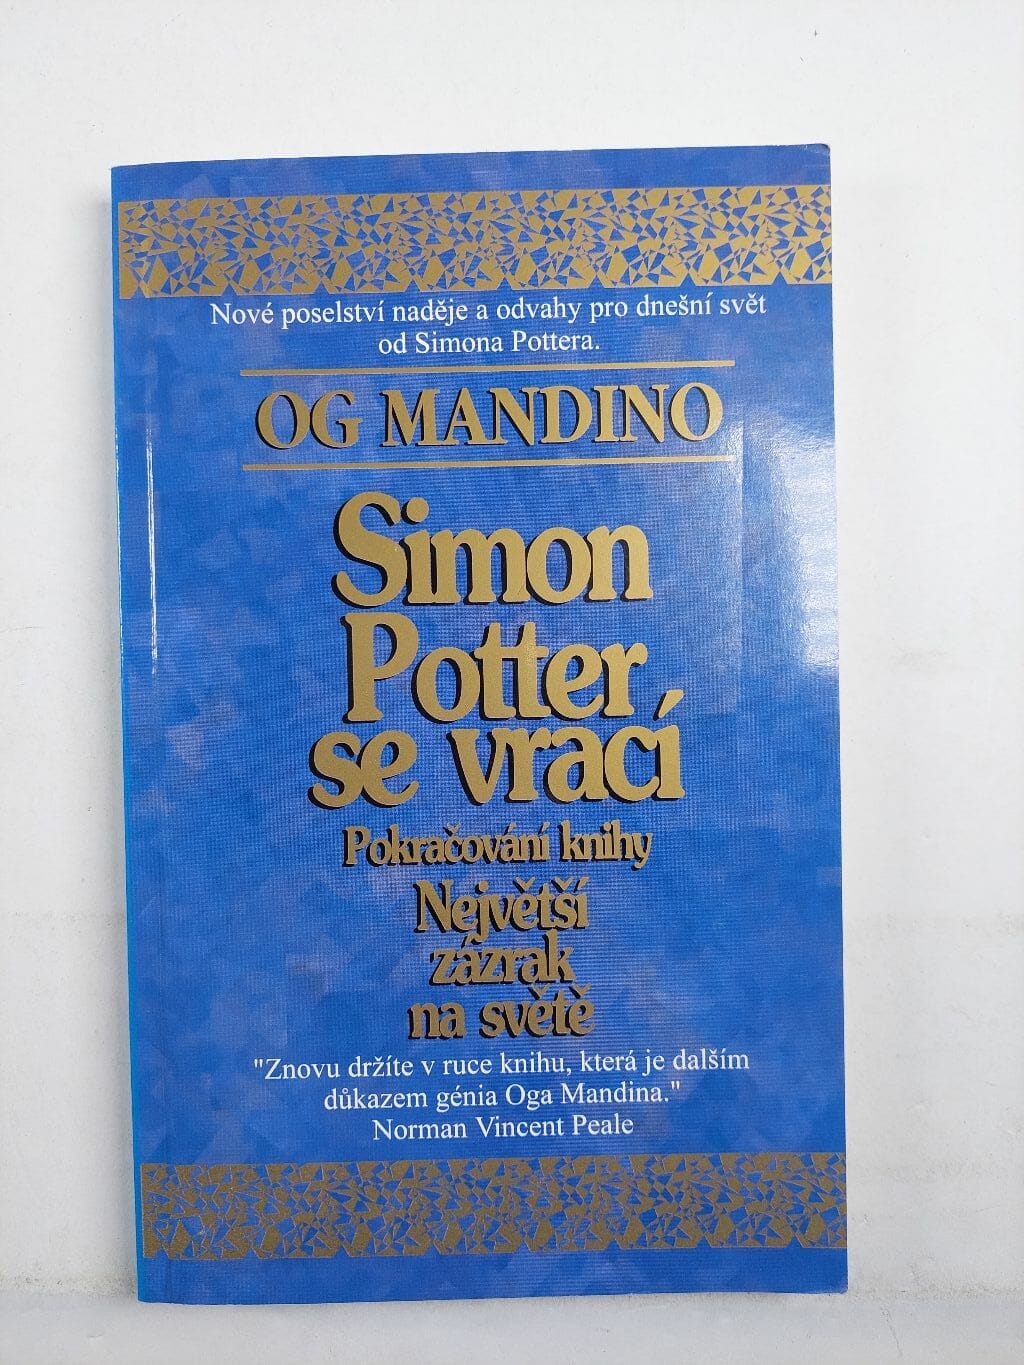 Nové poselství naděje a odvahy pro dnešní svět
od Simona Pottera.
OG MANDINO
Simon
Potter
se vrací
Pokračování knihy
Největší
zázrak
na světě
"Znovu držíte v ruce knihu, která je dalším
důkazem génia Oga Mandina."
Norman Vincent Peale